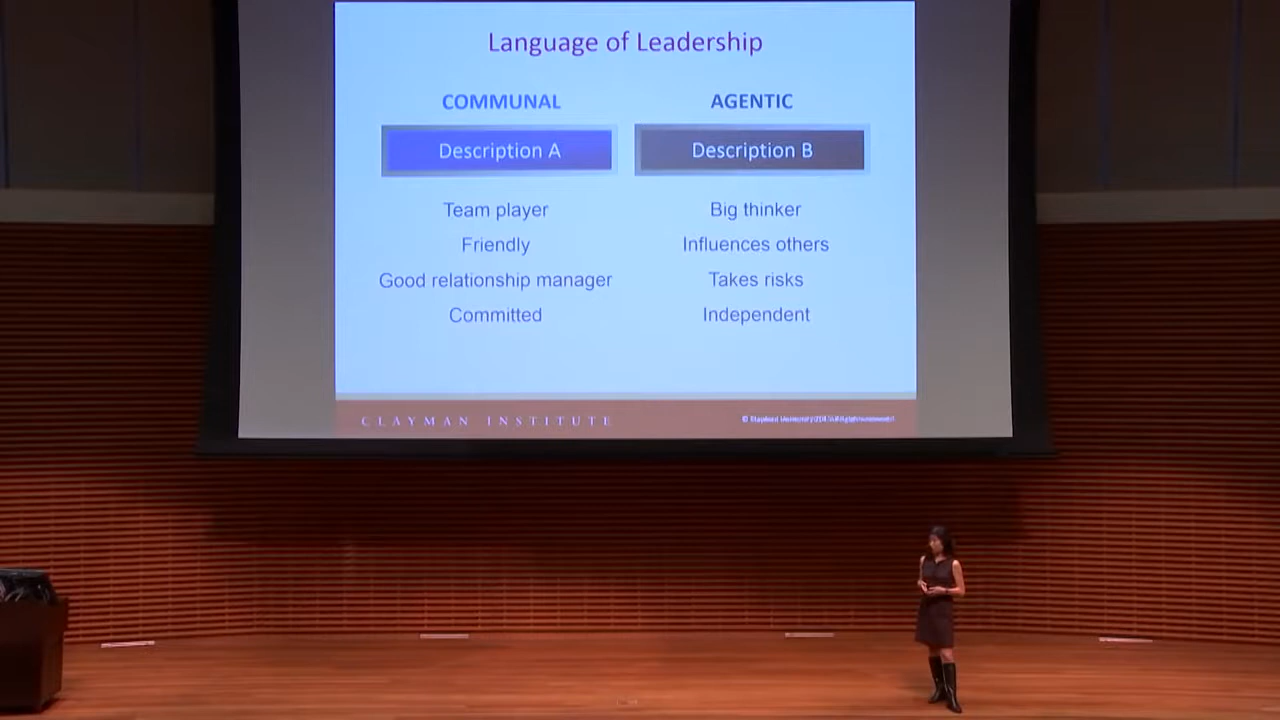 Language of Leadership
COMMUNAL
AGENTIC
Description A
Description B
Team player
Big thinker
Friendly
Influences others
Good relationship manager
Takes risks
Committed
Independent
CLAYMAN INSTITUTE
©